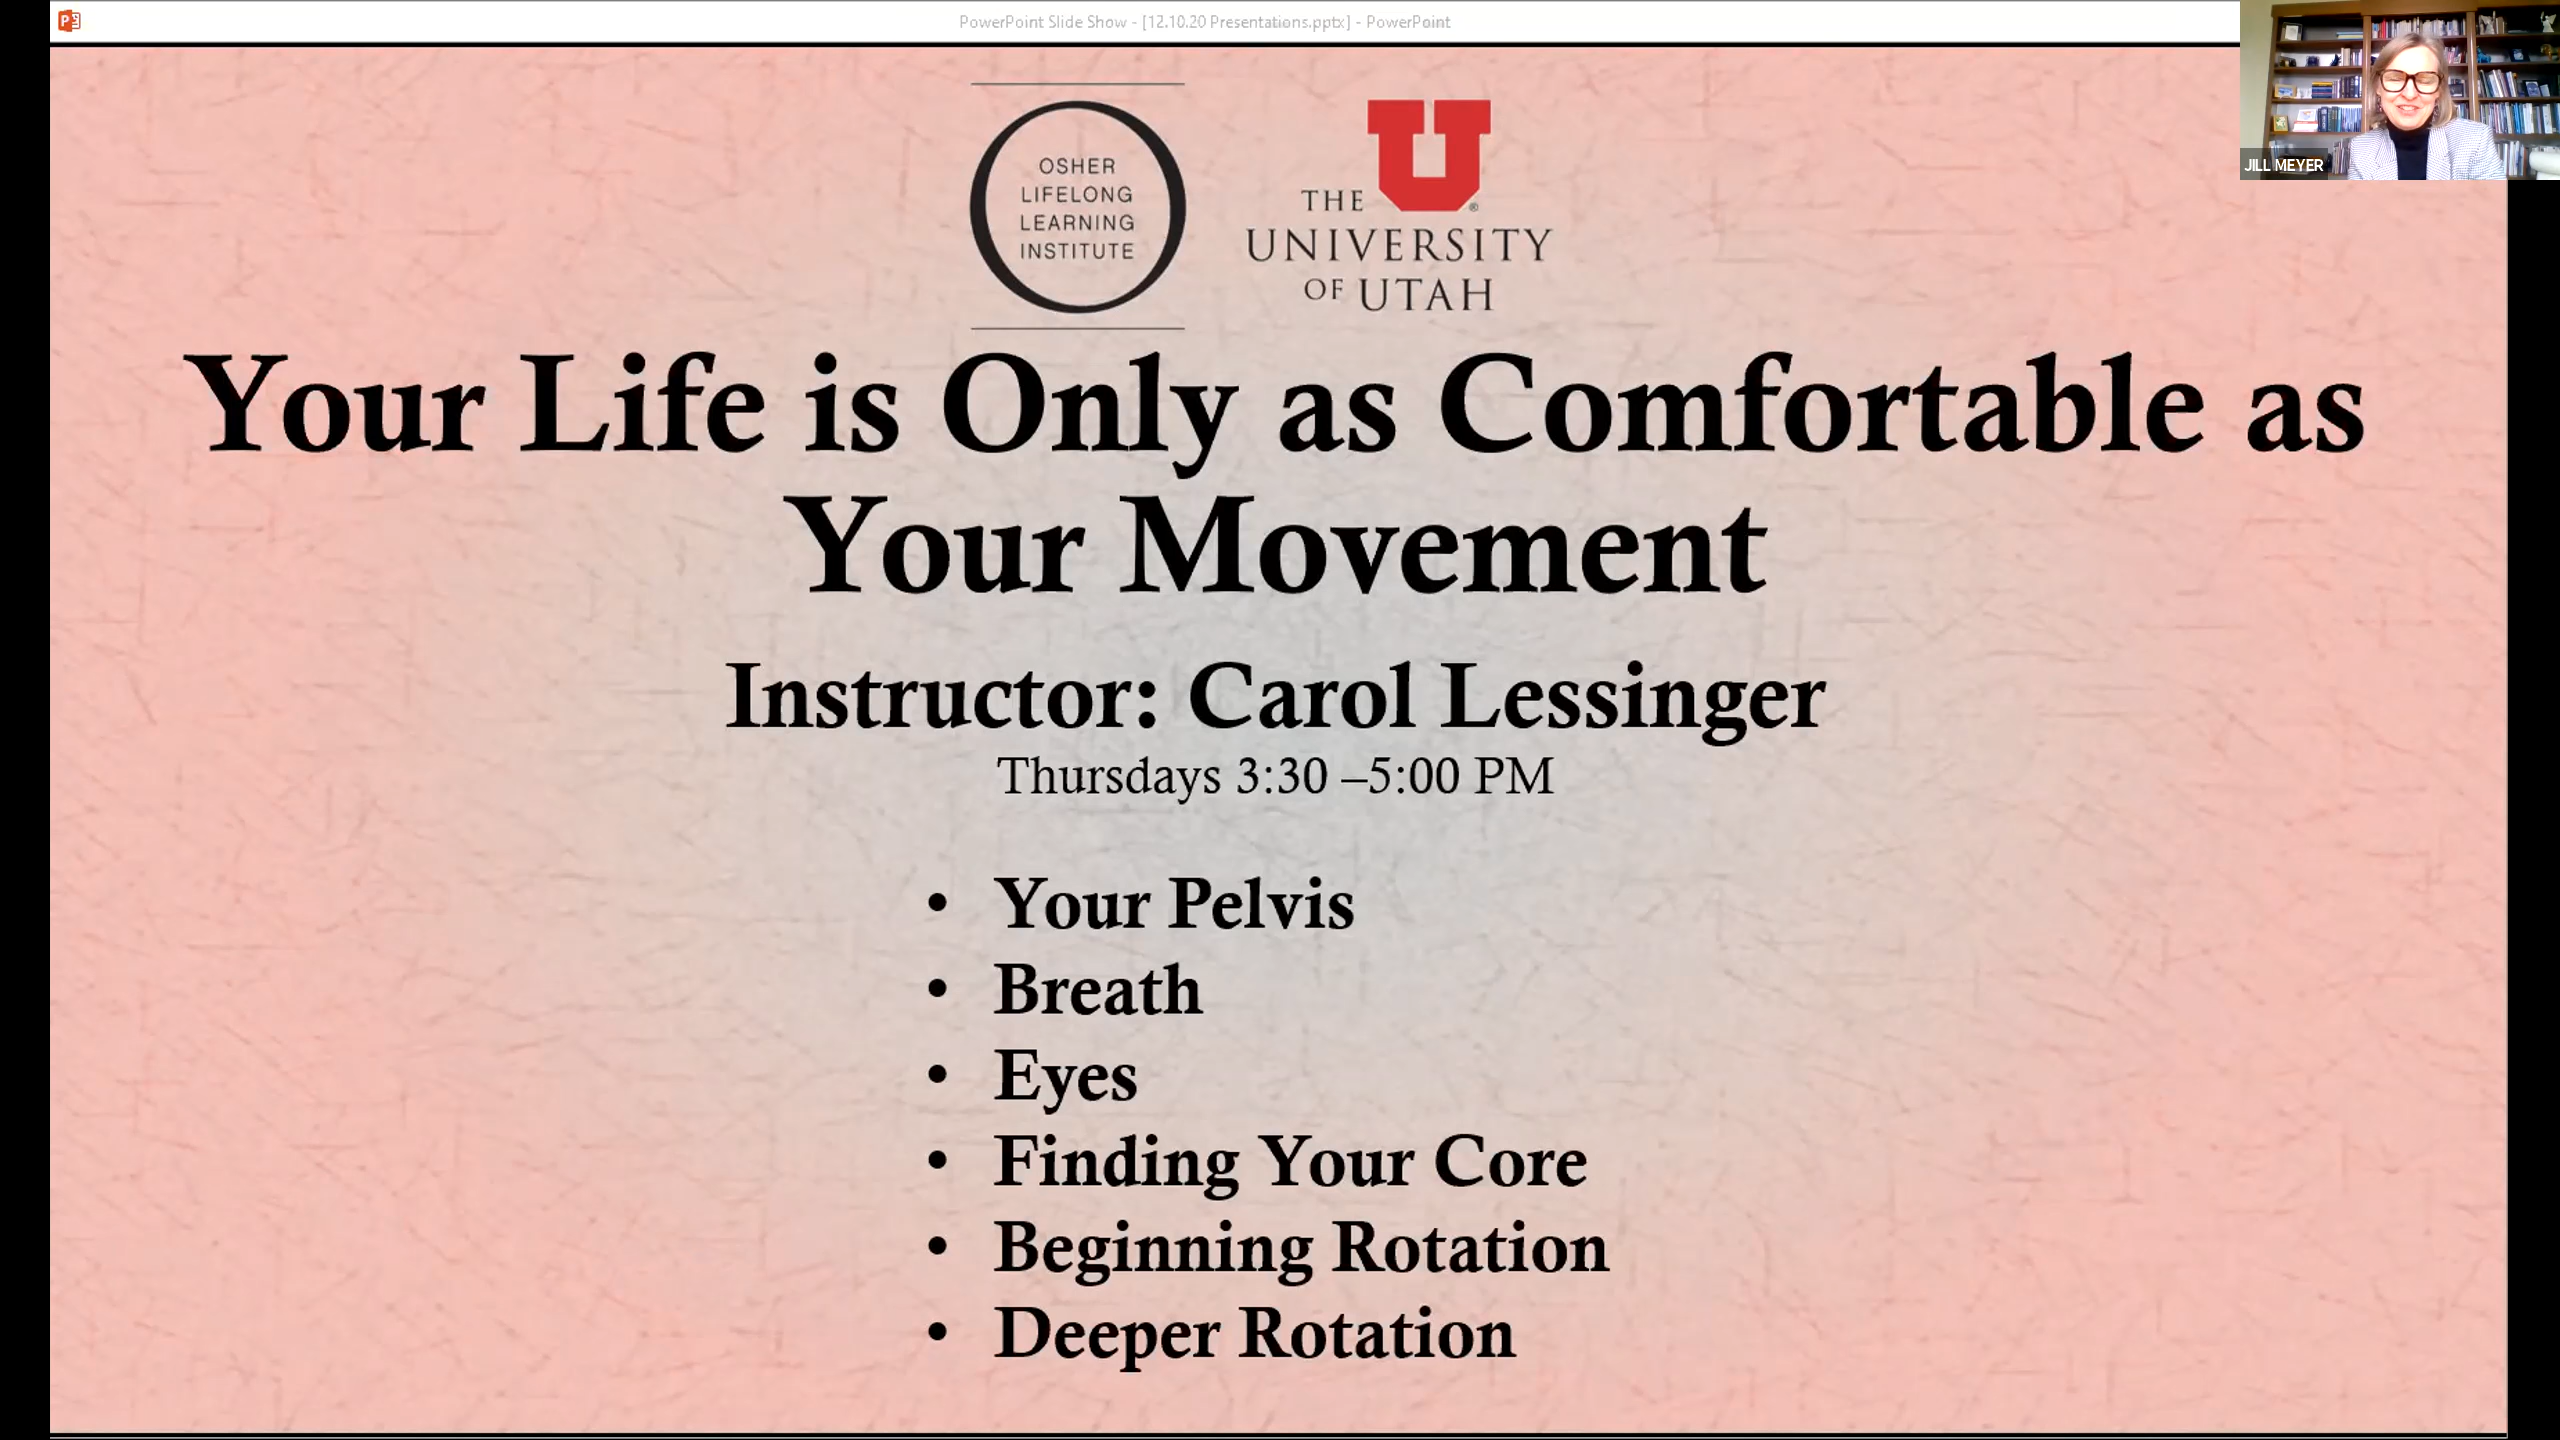 PowerPoint Slide Show - [12.10.20 Presentations.pptx] - PowerPoint
JILL MEYER
OSHER
LIFELONG
LEARNING
INSTITUTE
U
THE
UNIVERSITY
OF UTAH
Your Life is Only as Comfortable as
Your Movement
Instructor: Carol Lessinger
Thursdays 3:30 –5:00 PM
• Your Pelvis
• Breath
• Eyes
• Finding Your Core
• Beginning Rotation
• Deeper Rotation